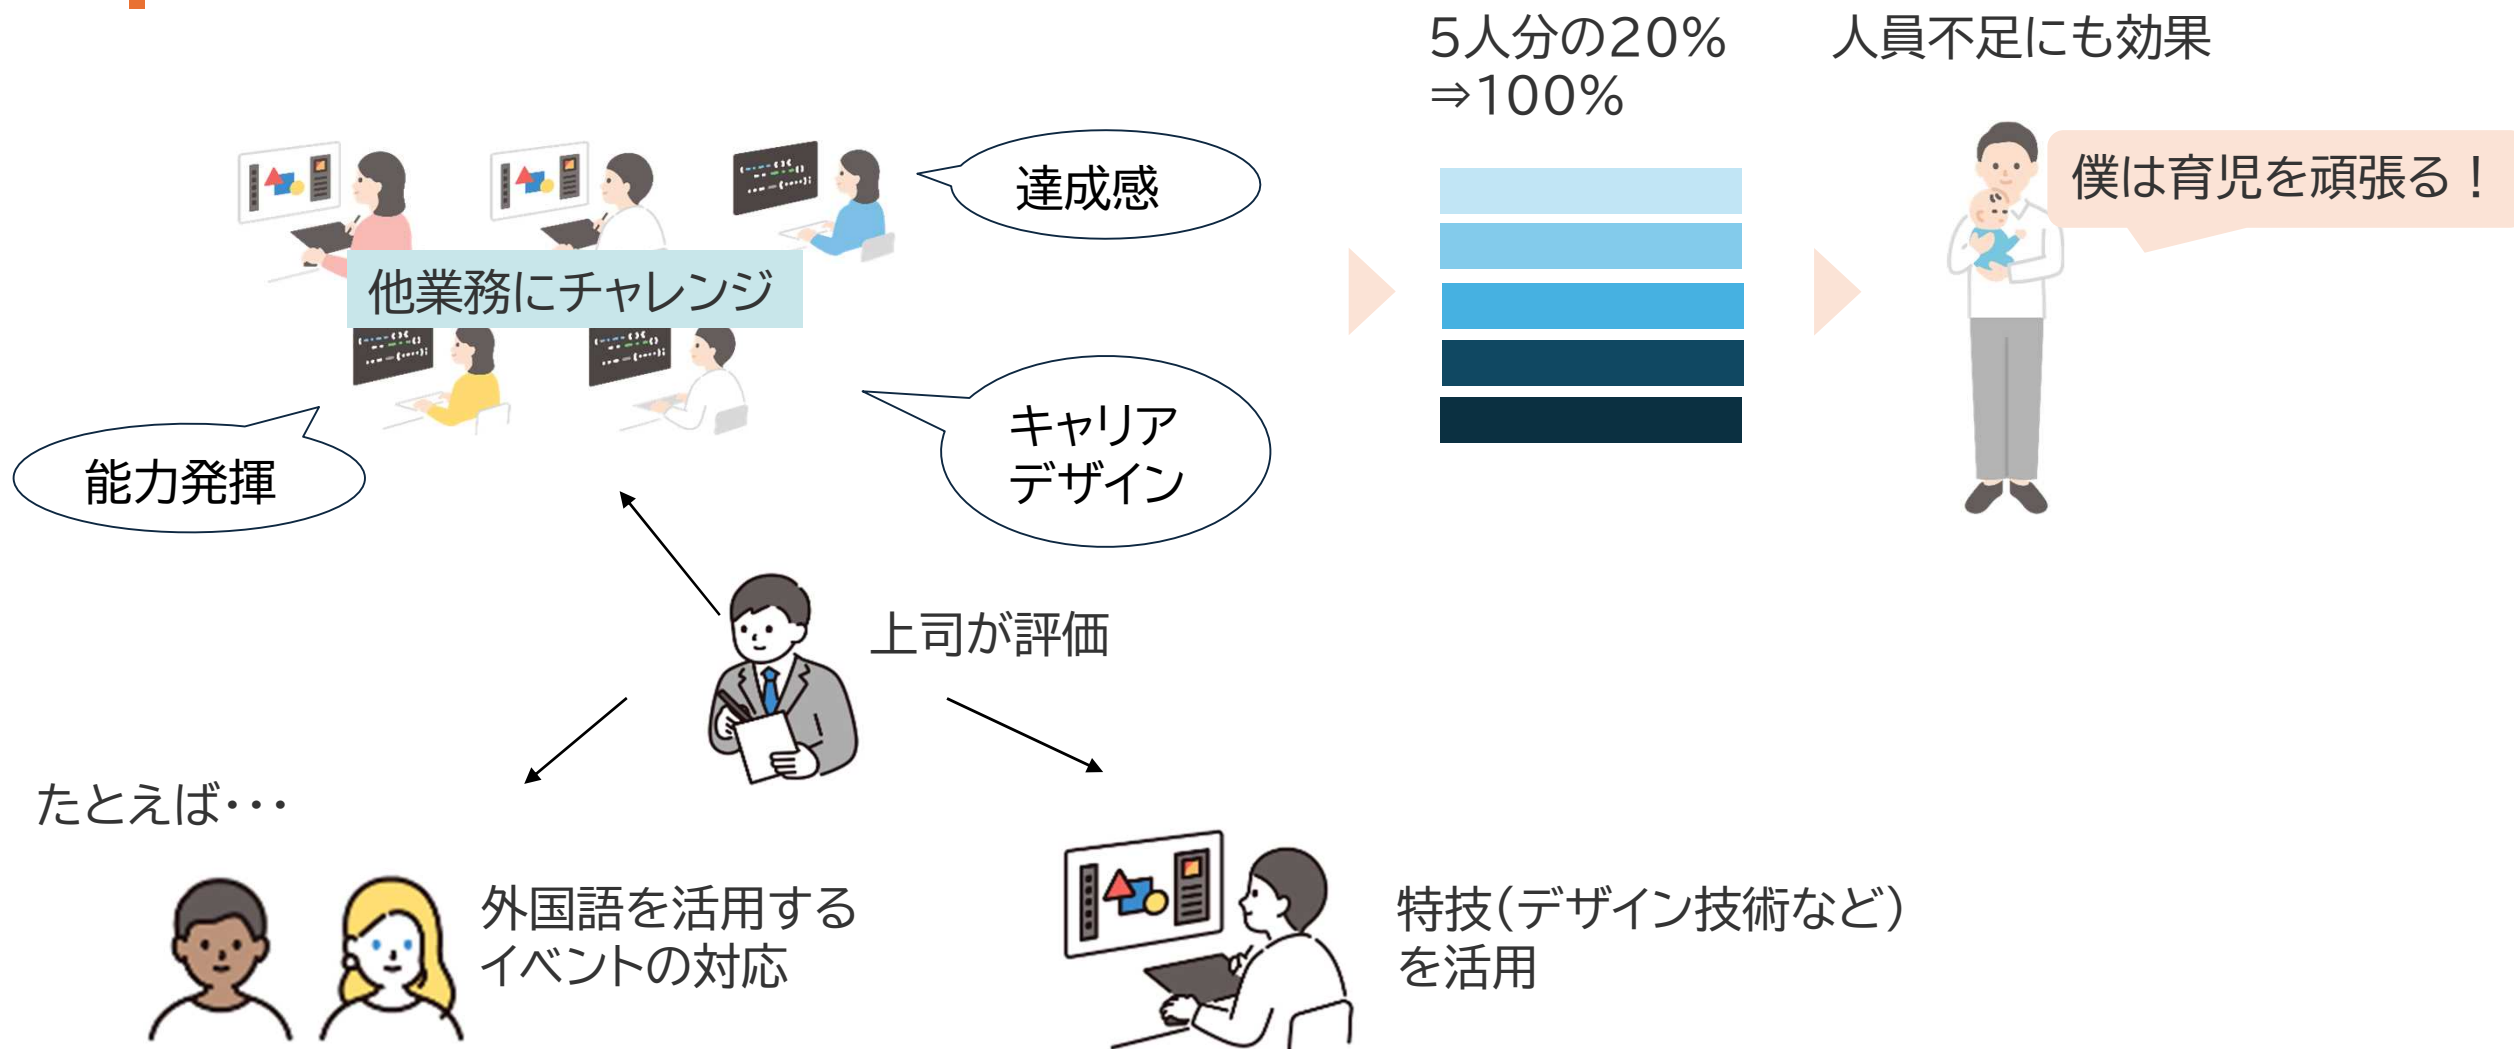 5人分の20%
⇒100%
人員不足にも効果
達成感
僕は育児を頑張る！
他業務にチャレンジ
キャリア
デザイン
能力発揮
上司が評価
たとえば・・・
外国語を活用する
イベントの対応
特技(デザイン技術など)
を活用